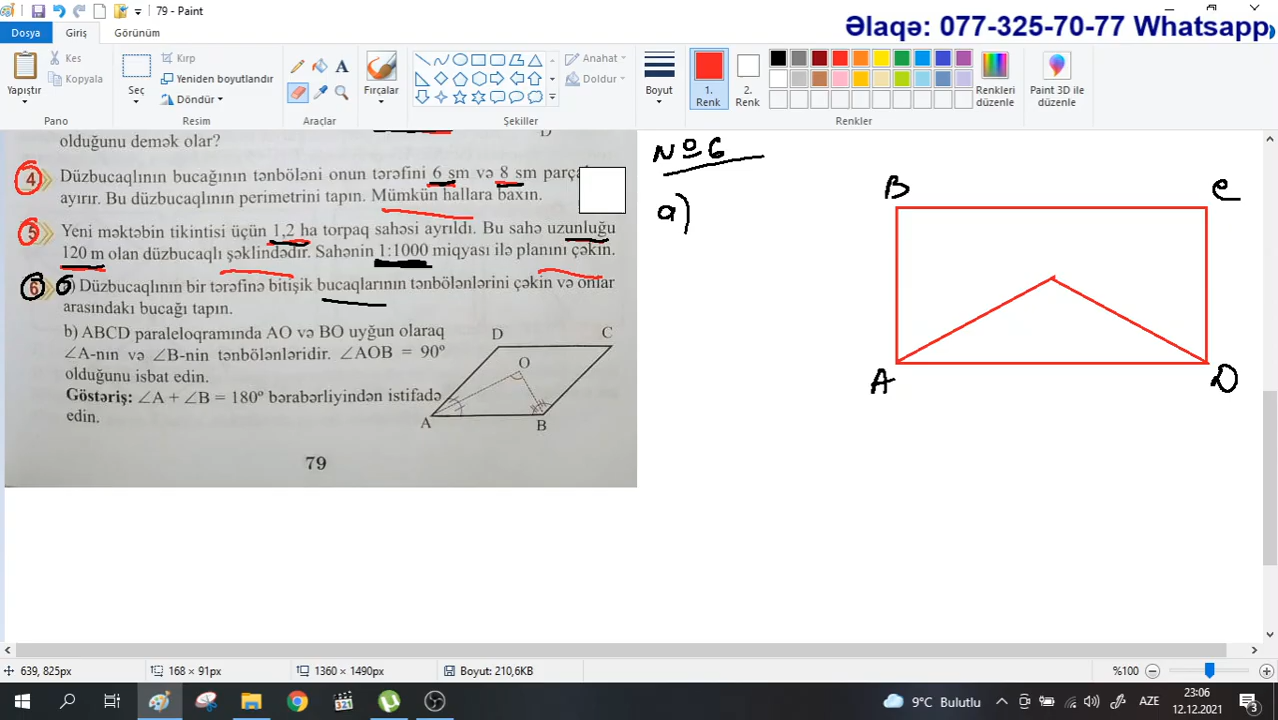 79 - Paint
Əlaqə: 077-325-70-77 Whatsapp
Dosya Giriş Görünüm
Yapıştır
Kes
Kopyala
Pano
Seç
Kırp
Yeniden boyutlandır
Döndür
Resim
A
Araçlar
Fırçalar
Anahat
Doldur
Şekiller
Boyut
1. Renk
2. Renk
Renkler
Renkleri düzenle
Paint 3D ile düzenle
olduğunu demək olar?
D
4 Düzbucaqlının bucağının tənböləni onun tərəfini 6 sm və 8 sm parça
ayırır. Bu düzbucaqlının perimetrini tapın. Mümkün hallara baxın.
5 Yeni məktəbin tikintisi üçün 1,2 ha torpaq sahəsi ayrıldı. Bu sahə uzunluğu
120 m olan düzbucaqlı şəklindədir. Sahənin 1:1000 miqyası ilə planını çəkin.
6 a) Düzbucaqlının bir tərəfinə bitişik bucaqlarının tənbölənlərini çəkin və onlar
arasındakı bucağı tapın.
b) ABCD paraleloqramında AO və BO uyğun olaraq
∠A-nın və ∠B-nin tənbölənləridir. ∠AOB = 90º
olduğunu isbat edin.
Göstəriş: ∠A + ∠B = 180º bərabərliyindən istifadə
edin.
D C
O
A B
79
№ 6
a)
B C
A D
639, 825px
168 × 91px
1360 × 1490px
Boyut: 210,6KB
%100
9°C Bulutlu
AZE
23:06
12.12.2021
3